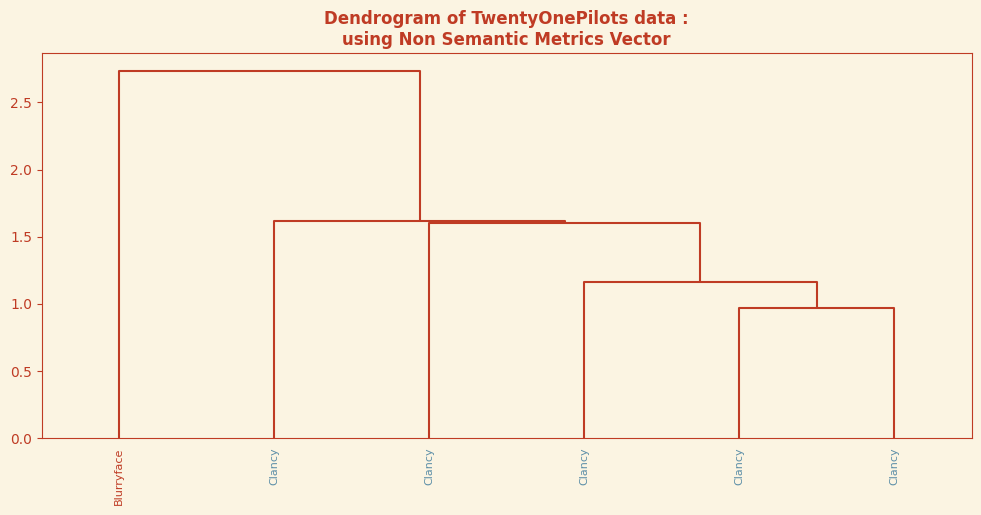 Dendrogram of TwentyOnePilots data :
using Non Semantic Metrics Vector
2.5
2.0
1.5
1.0
0.5
0.0
Blurryface
Clancy
Clancy
Clancy
Clancy
Clancy